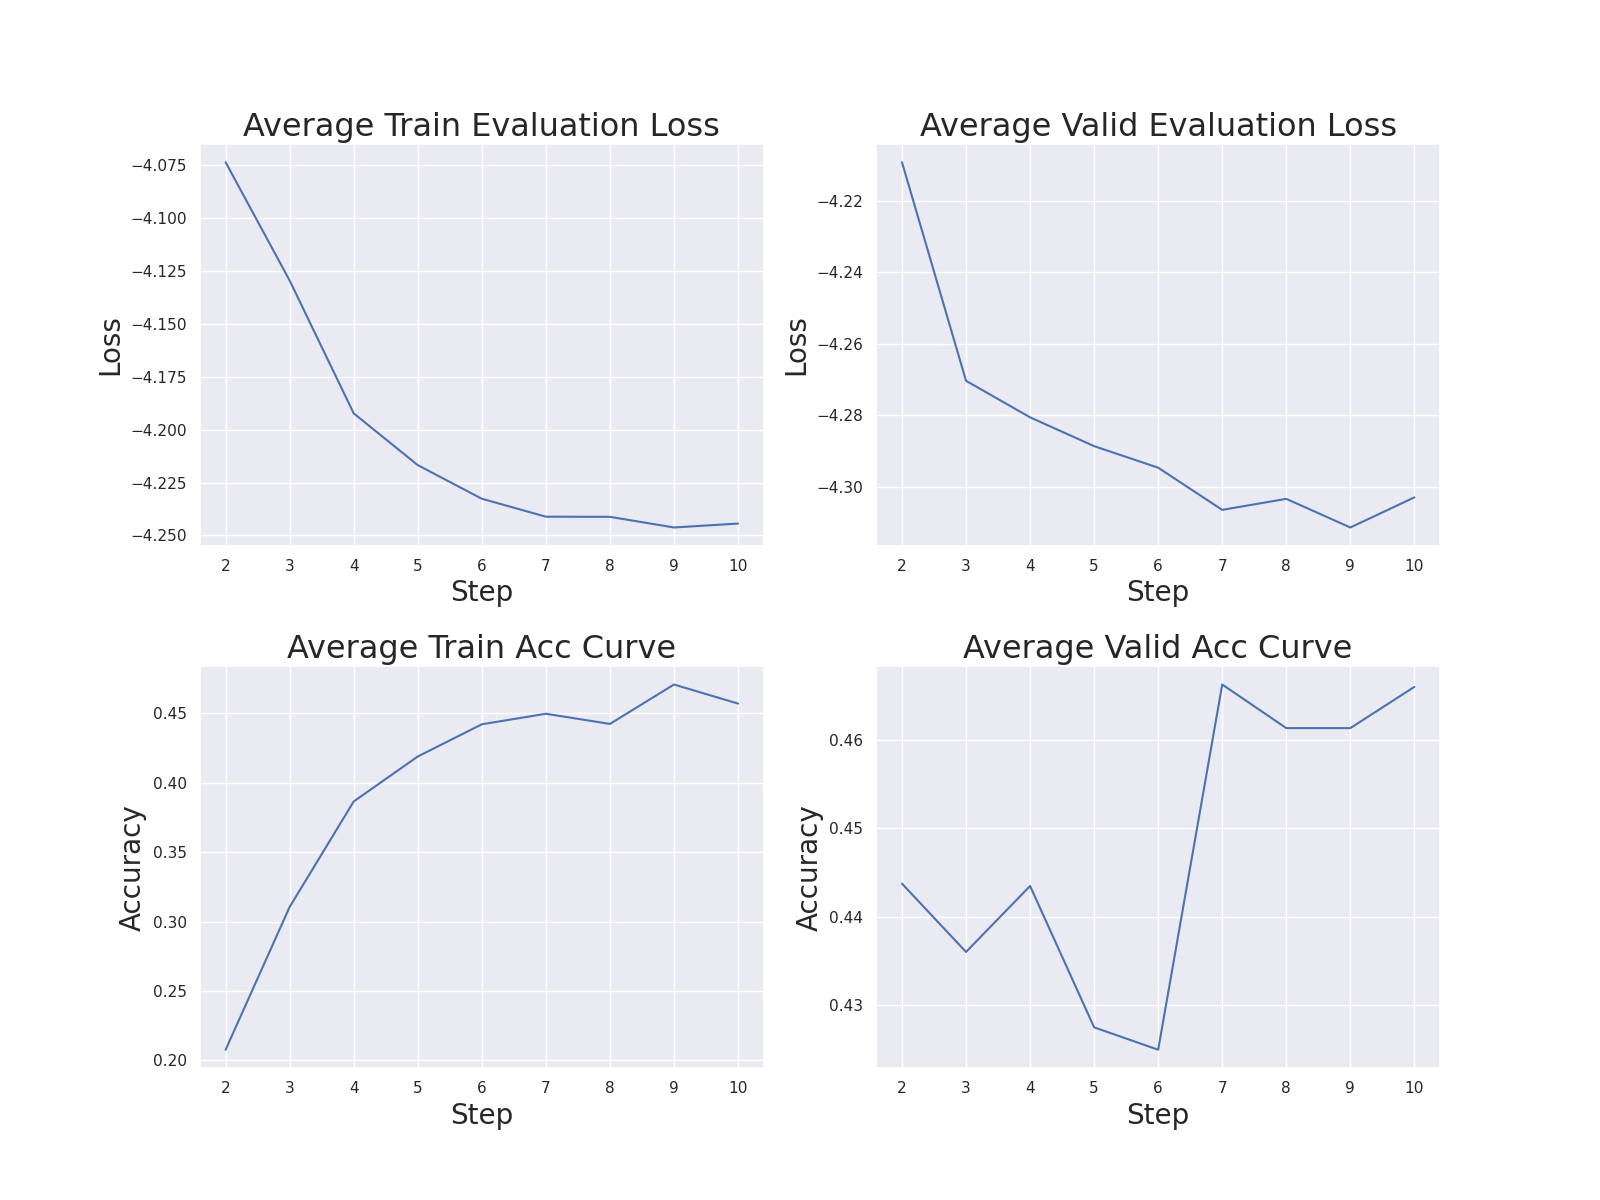 Average Train Evaluation Loss
−4.075
−4.100
−4.125
−4.150
−4.175
−4.200
−4.225
−4.250
Loss
2 3 4 5 6 7 8 9 10
Step
Average Valid Evaluation Loss
−4.22
−4.24
−4.26
−4.28
−4.30
Loss
2 3 4 5 6 7 8 9 10
Step
Average Train Acc Curve
0.45
0.40
0.35
0.30
0.25
0.20
Accuracy
2 3 4 5 6 7 8 9 10
Step
Average Valid Acc Curve
0.46
0.45
0.44
0.43
Accuracy
2 3 4 5 6 7 8 9 10
Step